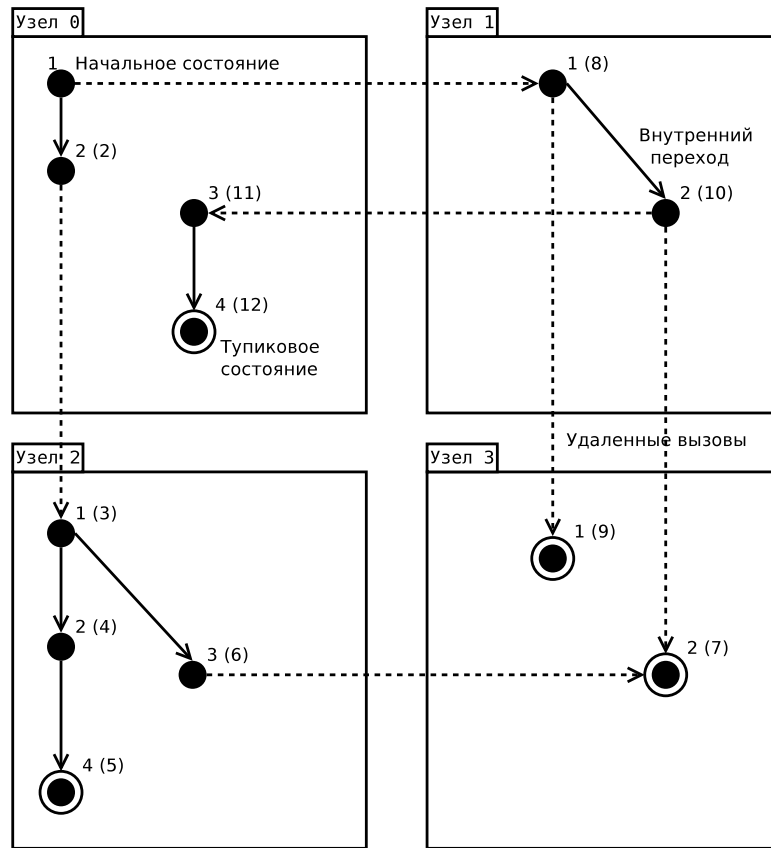 Узел 0
Узел 1
1 Начальное состояние
1 (8)
2 (2)
Внутренний
переход
3 (11)
2 (10)
4 (12)
Тупиковое
состояние
Удаленные вызовы
Узел 2
Узел 3
1 (3)
1 (9)
2 (4)
3 (6)
2 (7)
4 (5)